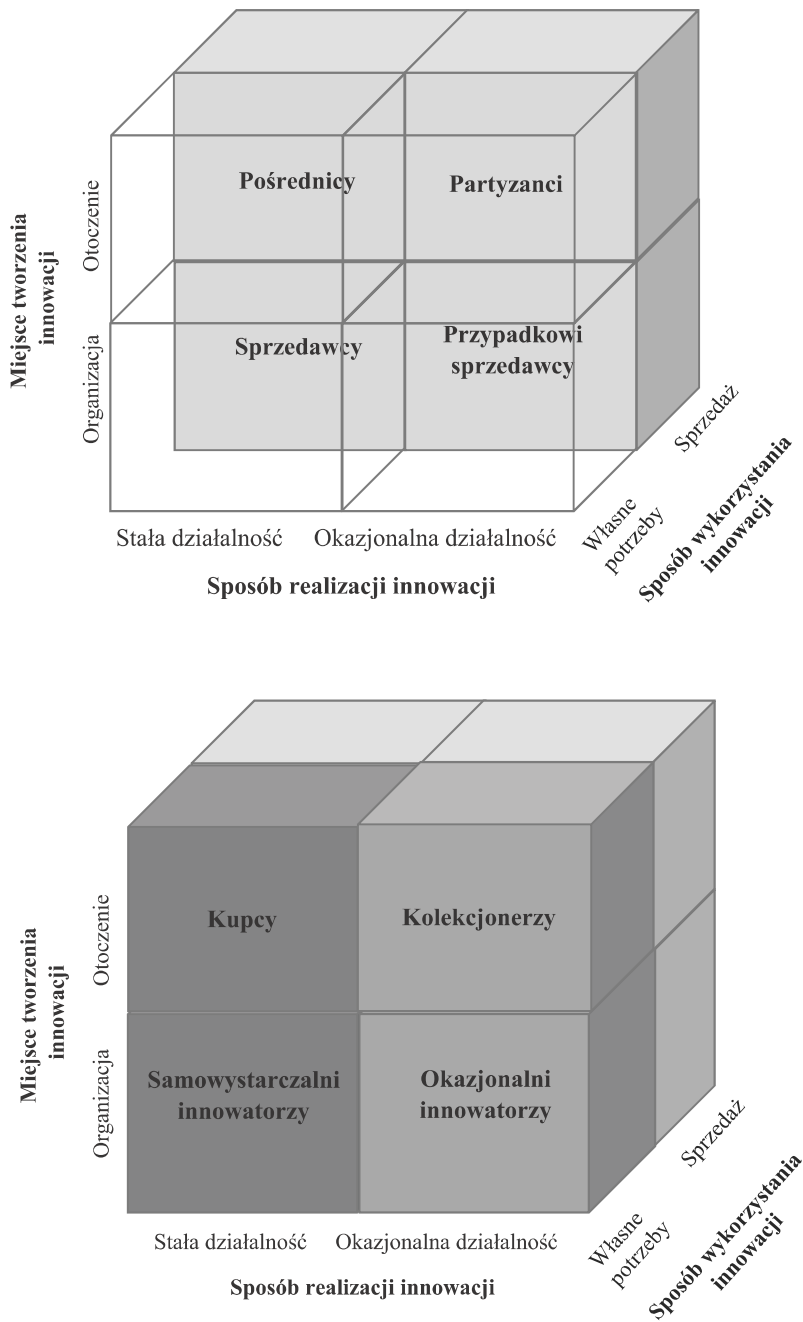 Miejsce tworzenia
innowacji
Otoczenie
Organizacja
Pośrednicy
Partyzanci
Sprzedawcy
Przypadkowi
sprzedawcy
Stała działalność
Okazjonalna działalność
Sposób realizacji innowacji
Własne
potrzeby
Sprzedaż
Sposób wykorzystania
innowacji
Miejsce tworzenia
innowacji
Otoczenie
Organizacja
Kupcy
Kolekcjonerzy
Samowystarczalni
innowatorzy
Okazjonalni
innowatorzy
Stała działalność
Okazjonalna działalność
Sposób realizacji innowacji
Własne
potrzeby
Sprzedaż
Sposób wykorzystania
innowacji